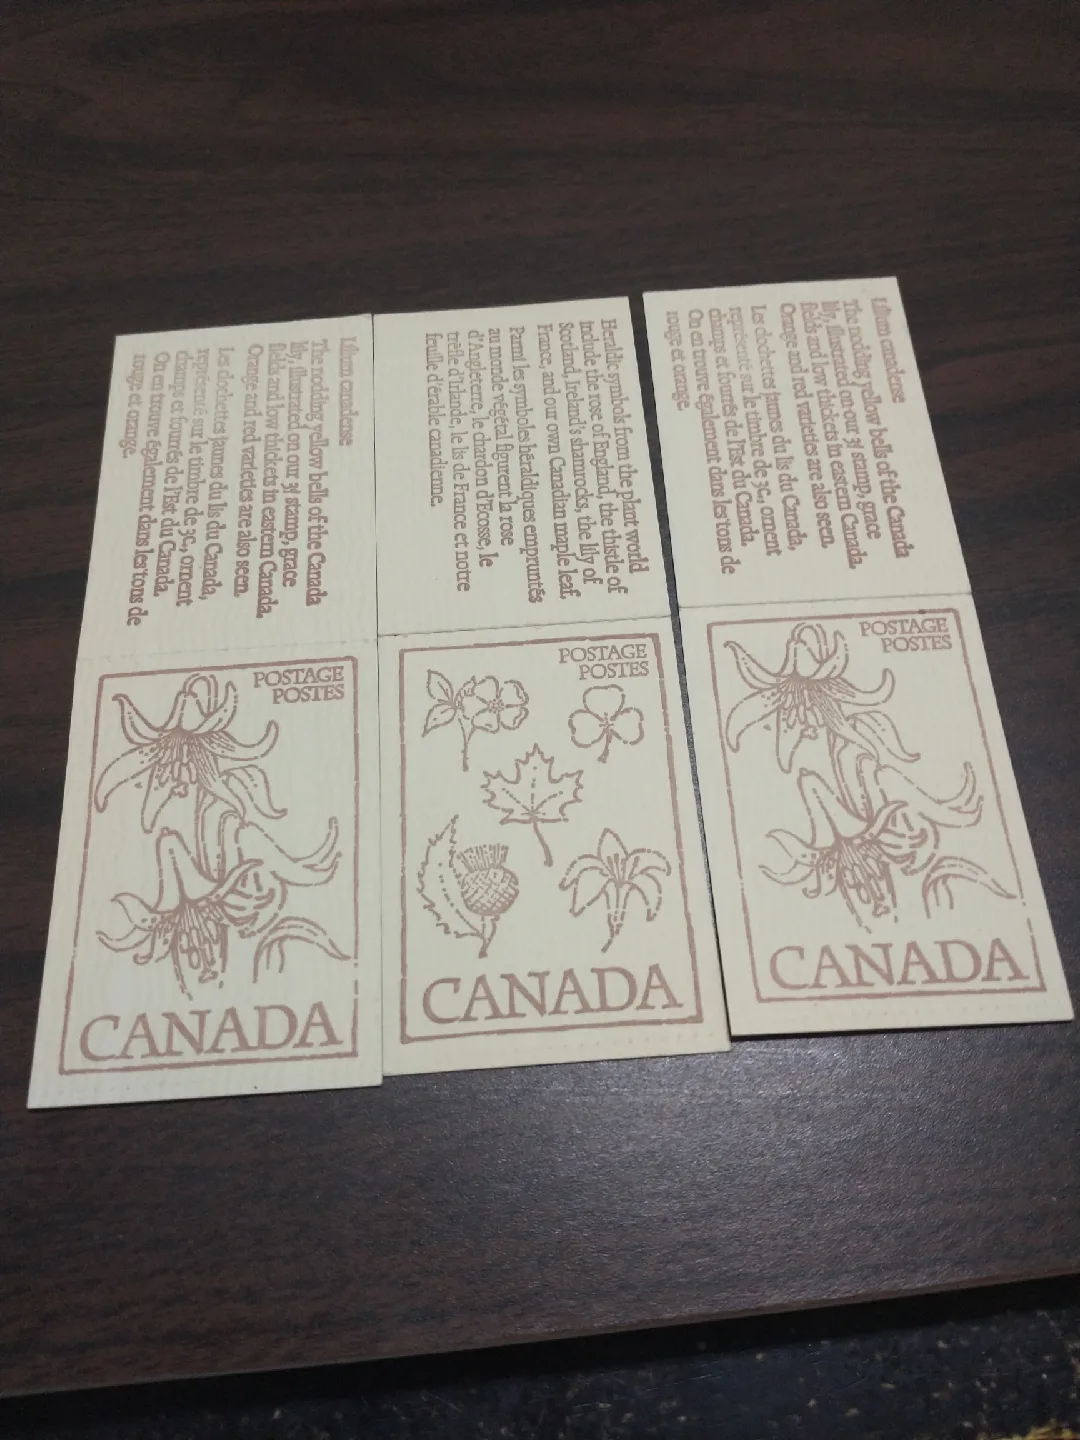 Lilium canadense
The nodding yellow bells of the Canada
lily, illustrated on our 3¢ stamp, grace
fields and low thickets in eastern Canada.
Orange and red varieties are also seen.
Les clochettes jaunes du lis du Canada,
représenté sur le timbre de 3c., ornent
champs et fourrés de l'Est du Canada.
On en trouve également dans les tons de
rouge et orange.
POSTAGE
POSTES
CANADA
Heraldic symbols from the plant world
include the rose of England, the thistle of
Scotland, Ireland's shamrocks, the lily of
France, and our own Canadian maple leaf.
Parmi les symboles héraldiques empruntés
au monde végétal figurent la rose
d'Angleterre, le chardon d'Ecosse, le
trèfle d'Irlande, le lis de France et notre
feuille d'érable canadienne.
POSTAGE
POSTES
CANADA
Lilium canadense
The nodding yellow bells of the Canada
lily, illustrated on our 3¢ stamp, grace
fields and low thickets in eastern Canada.
Orange and red varieties are also seen.
Les clochettes jaunes du lis du Canada,
représenté sur le timbre de 3c., ornent
champs et fourrés de l'Est du Canada.
On en trouve également dans les tons de
rouge et orange.
POSTAGE
POSTES
CANADA